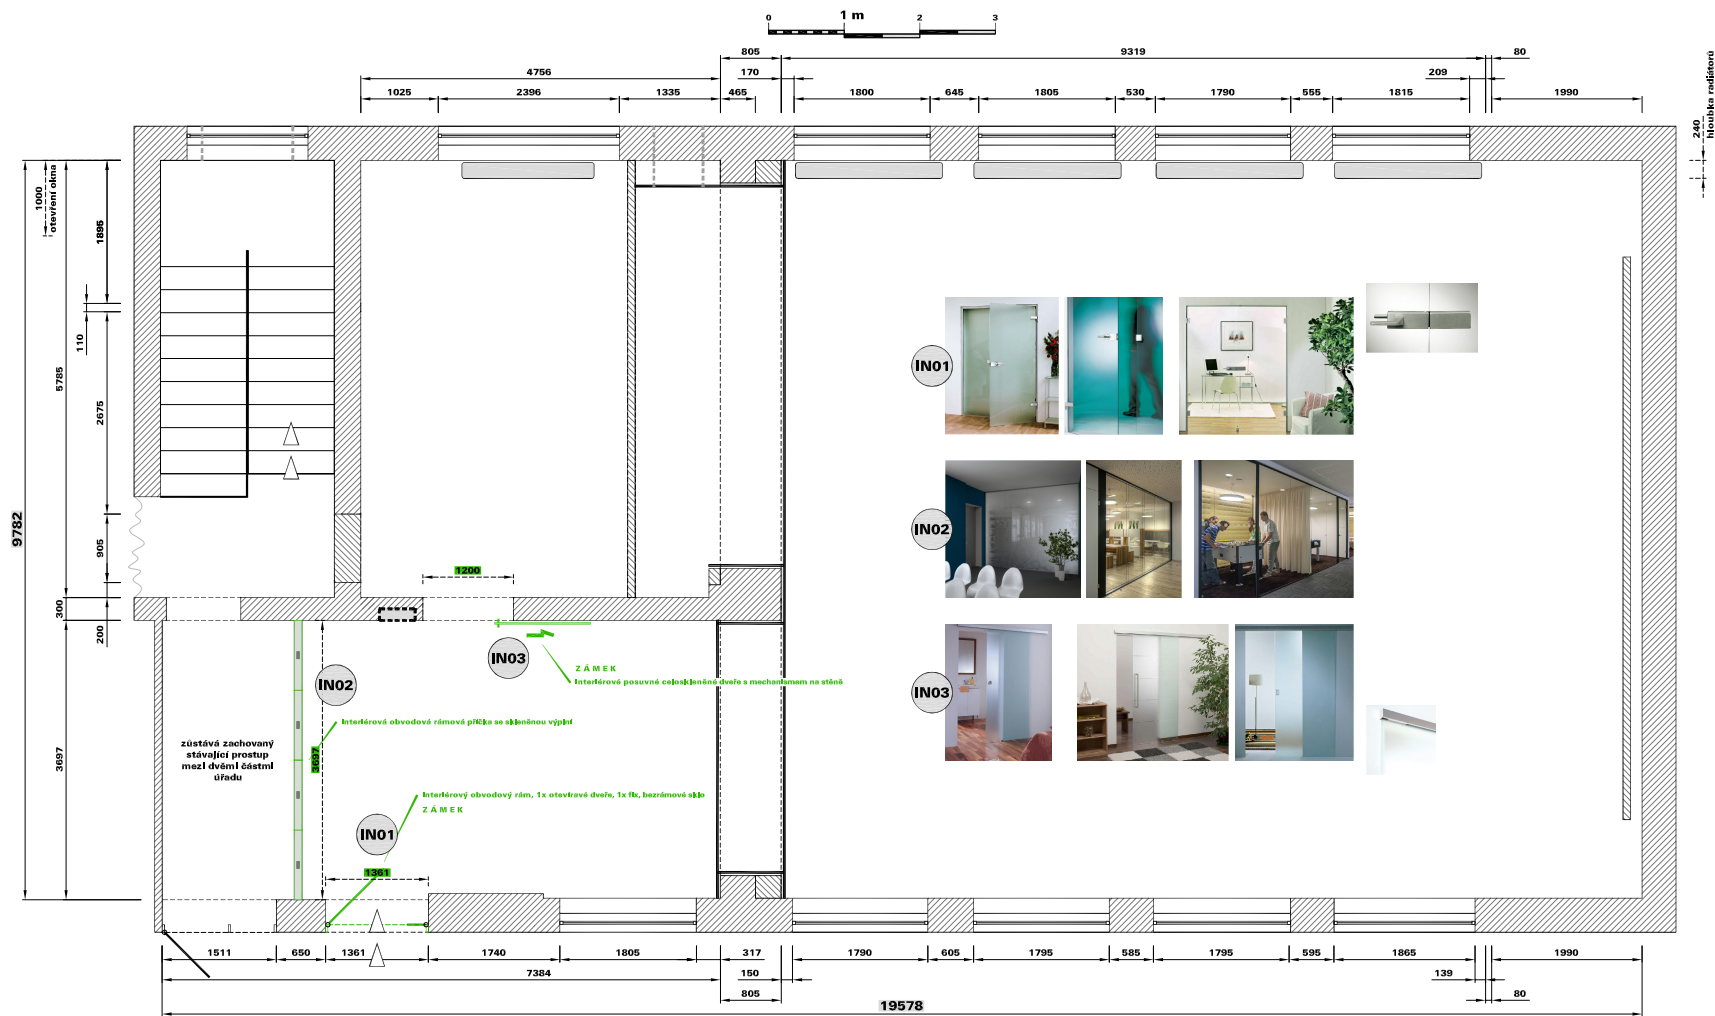 0 1 m 2 3
805 9319 80
4756 170 209
1025 2396 1335 465 1800 645 1805 530 1790 555 1815 1990
240
hloubka radiátorů
1000
otevření okna
1895
110
5785
2675
9782
905
300
200
3697
1200
IN01
IN02
IN03
IN03
ZÁMEK
Interiérové posuvné celoskleněné dveře s mechanismem na stěně
IN02
Interiérová obvodová rámová příčka se skleněnou výplní
3697
zůstává zachovaný
stávající prostup
mezi dvěmi částmi
úřadu
Interiérový obvodový rám, 1x otevíravé dveře, 1x fix, bezrámové sklo
ZÁMEK
IN01
1361
1511 650 1361 1740 1805 317 1790 605 1795 585 1795 595 1865 1990
7384 150 139
805 80
19578